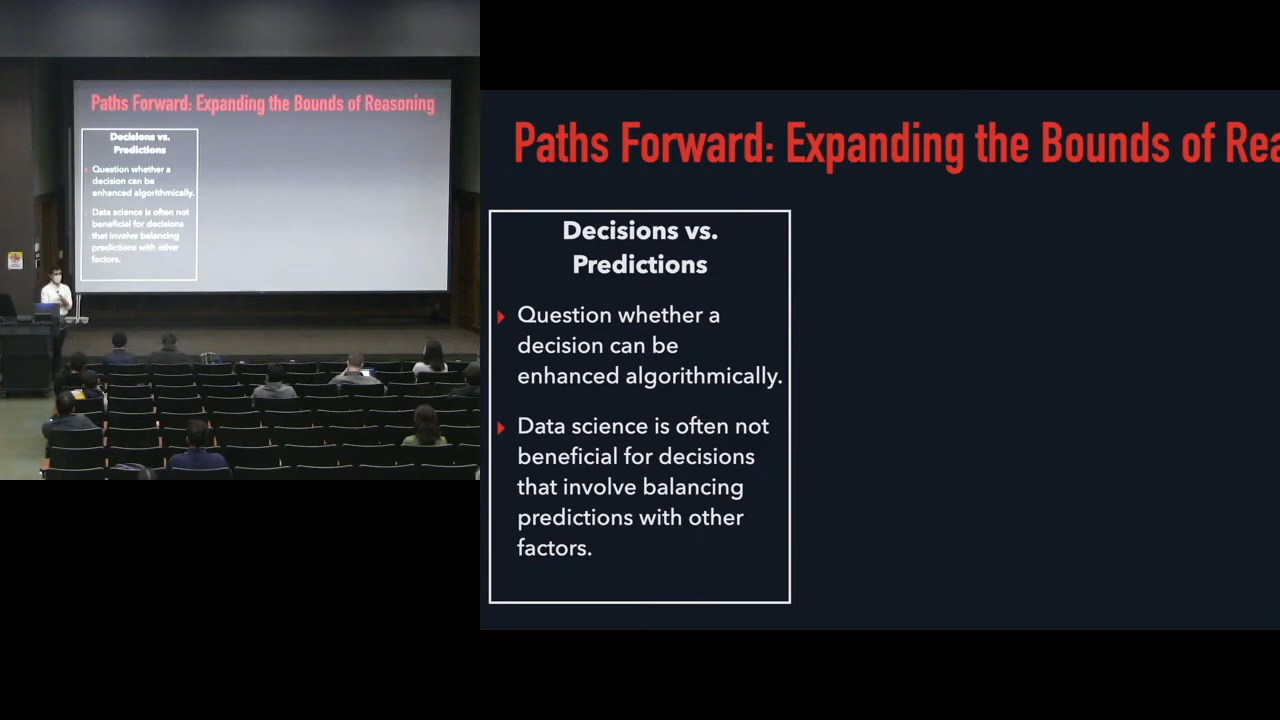 Paths Forward: Expanding the Bounds of Reasoning
Decisions vs.
Predictions
Question whether a
decision can be
enhanced algorithmically.
Data science is often not
beneficial for decisions
that involve balancing
predictions with other
factors.
Paths Forward: Expanding the Bounds of Rea
Decisions vs.
Predictions
Question whether a
decision can be
enhanced algorithmically.
Data science is often not
beneficial for decisions
that involve balancing
predictions with other
factors.